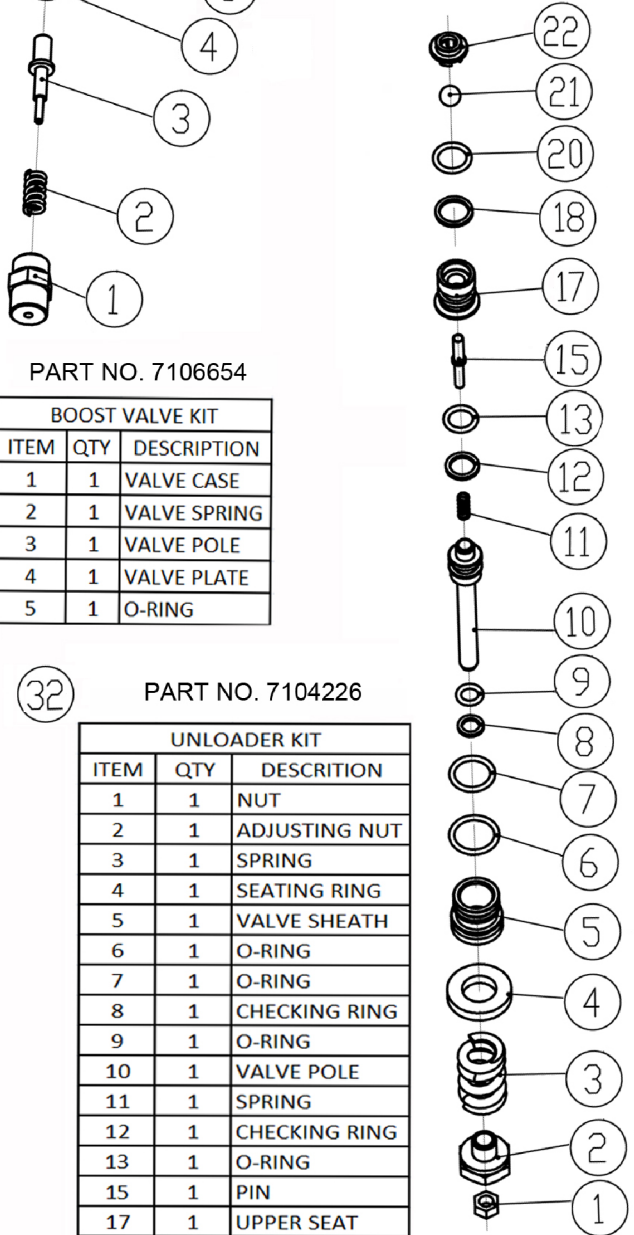 4
3
2
1
PART NO. 7106654
BOOST VALVE KIT
ITEM QTY DESCRIPTION
1 1 VALVE CASE
2 1 VALVE SPRING
3 1 VALVE POLE
4 1 VALVE PLATE
5 1 O-RING
32
PART NO. 7104226
UNLOADER KIT
ITEM QTY DESCRITION
1 1 NUT
2 1 ADJUSTING NUT
3 1 SPRING
4 1 SEATING RING
5 1 VALVE SHEATH
6 1 O-RING
7 1 O-RING
8 1 CHECKING RING
9 1 O-RING
10 1 VALVE POLE
11 1 SPRING
12 1 CHECKING RING
13 1 O-RING
15 1 PIN
17 1 UPPER SEAT
22
21
20
18
17
15
13
12
11
10
9
8
7
6
5
4
3
2
1